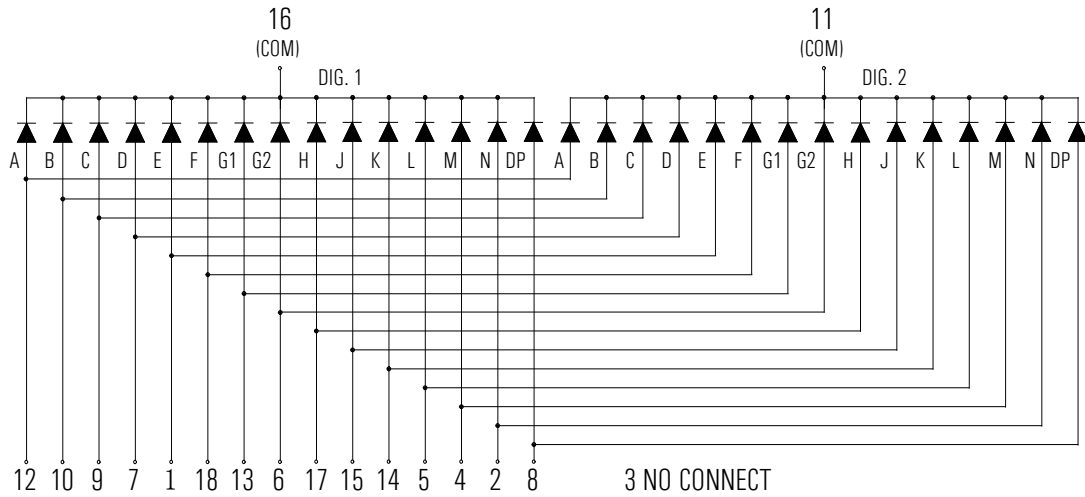 16
(COM)
11
(COM)
DIG. 1
DIG. 2
A B C D E F G1 G2 H J K L M N DP A B C D E F G1 G2 H J K L M N DP
12 10 9 7 1 18 13 6 17 15 14 5 4 2 8 3 NO CONNECT